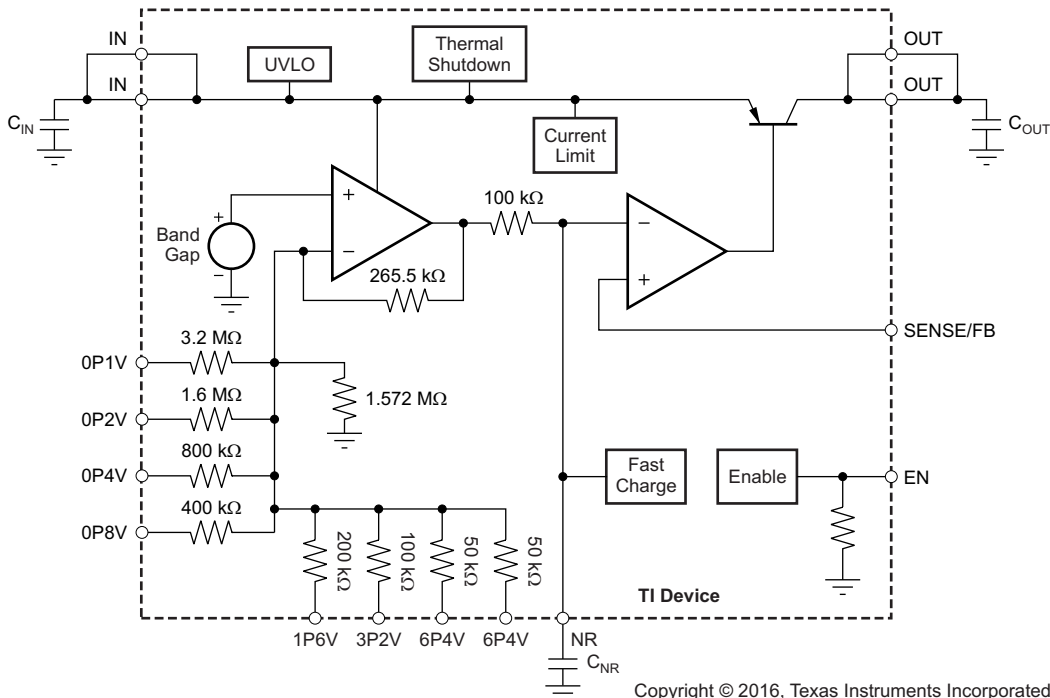 IN
OUT
UVLO
Thermal
Shutdown
IN
OUT
C_IN
Current
Limit
C_OUT
+
−
100 kΩ
−
+
+
Band
Gap
−
265.5 kΩ
SENSE/FB
0P1V
3.2 MΩ
1.572 MΩ
0P2V
1.6 MΩ
0P4V
800 kΩ
Fast
Charge
Enable
EN
0P8V
400 kΩ
200 kΩ
100 kΩ
50 kΩ
50 kΩ
TI Device
1P6V
3P2V
6P4V
6P4V
NR
C_NR
Copyright © 2016, Texas Instruments Incorporated